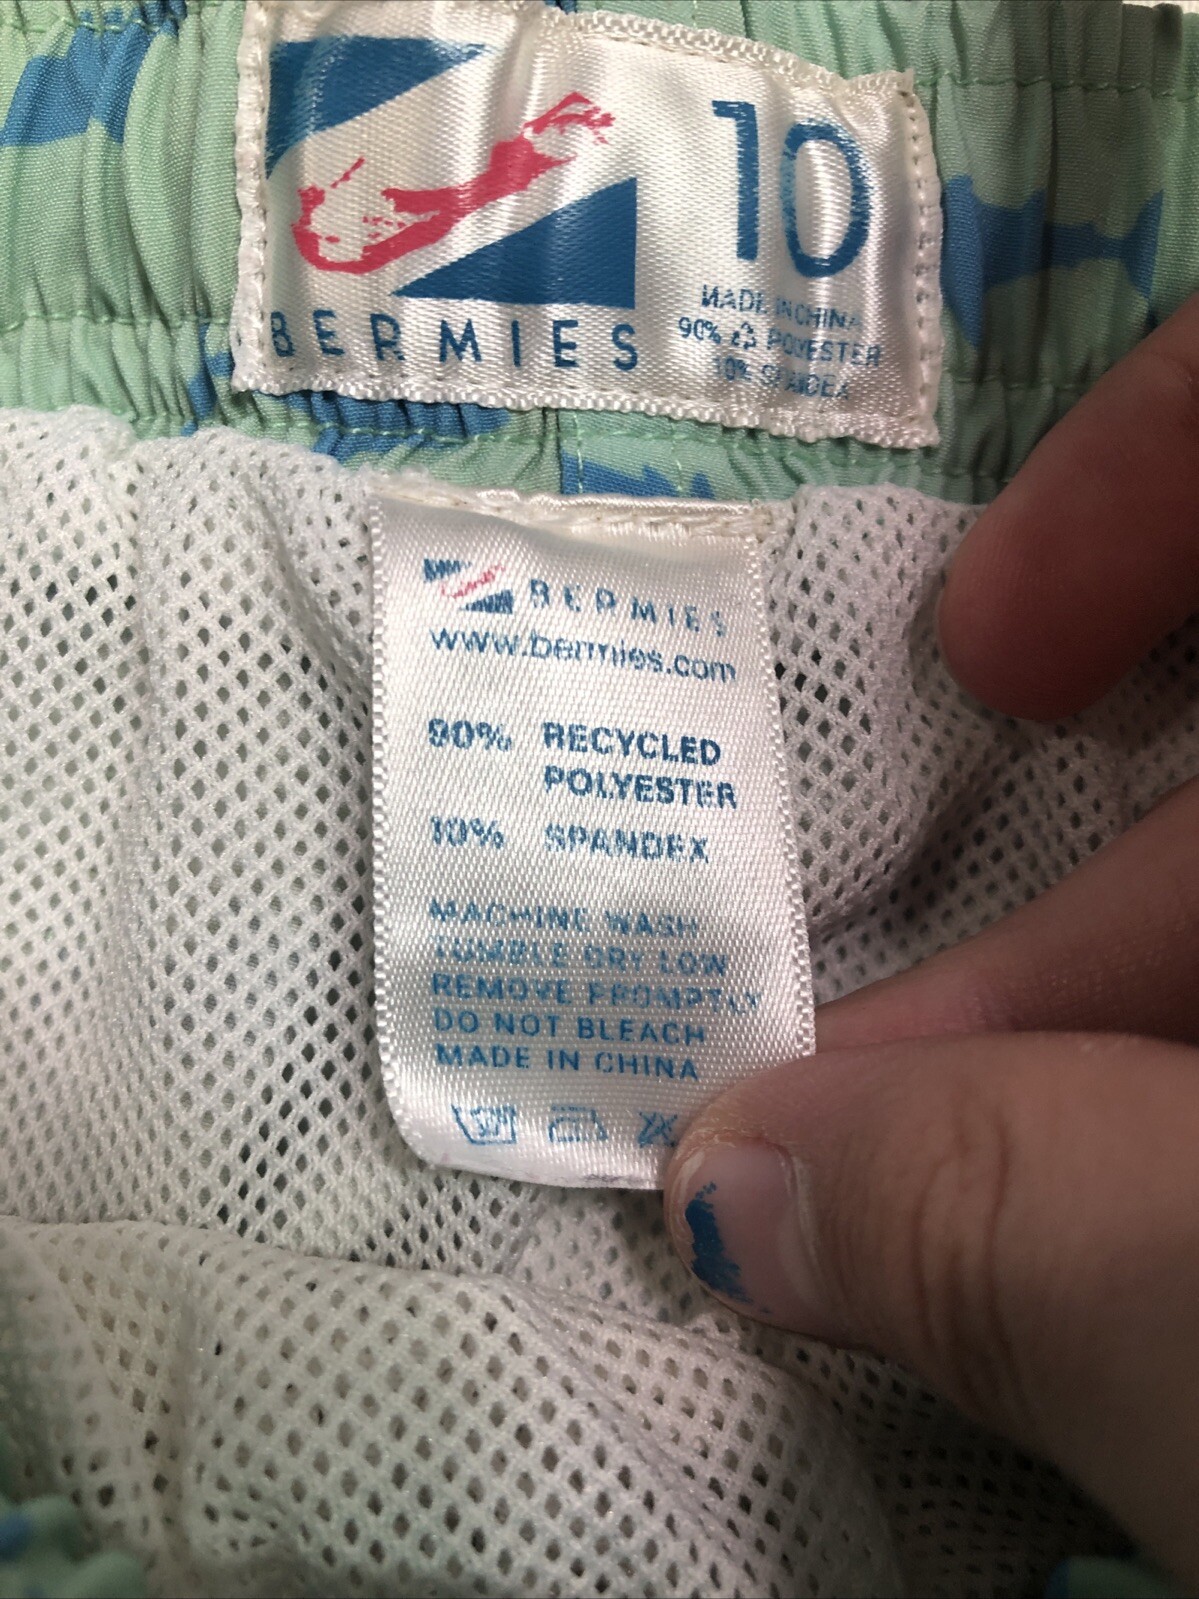 10
BERMIES
MADE IN CHINA
90% POLYESTER
10% SPANDEX
BERMIES
www.bermies.com
90% RECYCLED
POLYESTER
10% SPANDEX
MACHINE WASH
TUMBLE DRY LOW
REMOVE PROMPTLY
DO NOT BLEACH
MADE IN CHINA